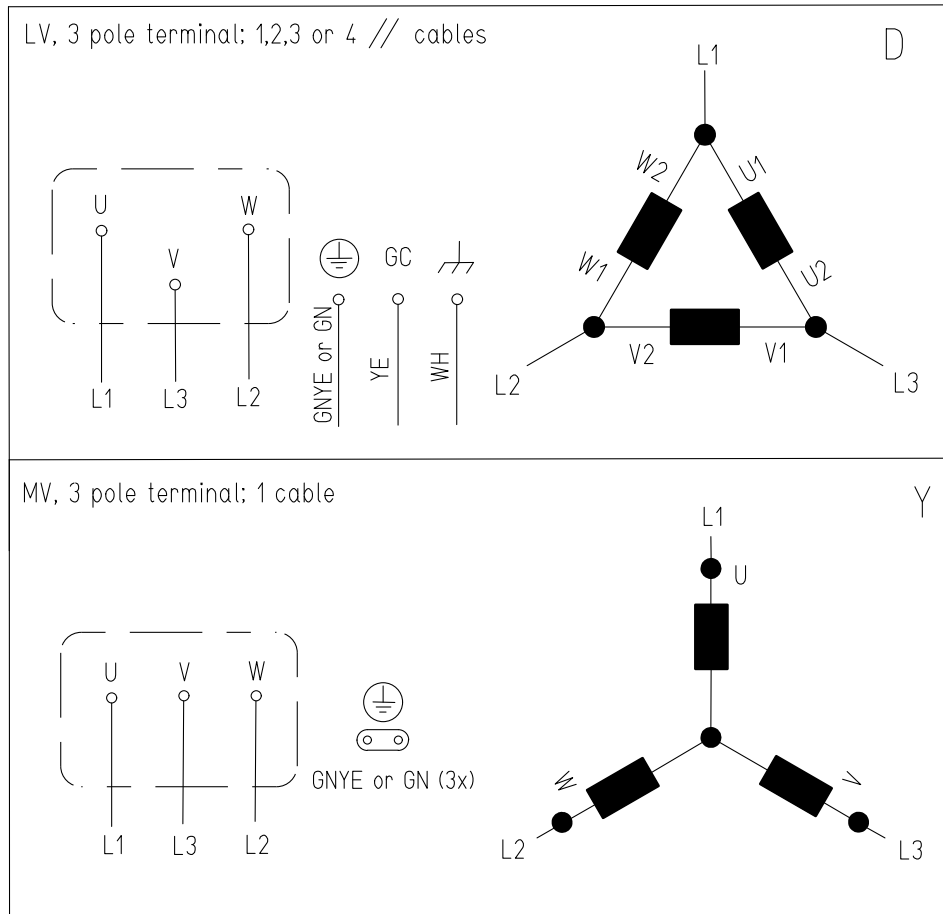 LV, 3 pole terminal; 1,2,3 or 4 // cables
D
U
V
W
L1
L3
L2
GC
GNYE or GN
YE
WH
L1
W2
U1
W1
U2
V2
V1
L2
L3
MV, 3 pole terminal; 1 cable
Y
U
V
W
L1
L3
L2
GNYE or GN (3x)
L1
U
W
V
L2
L3